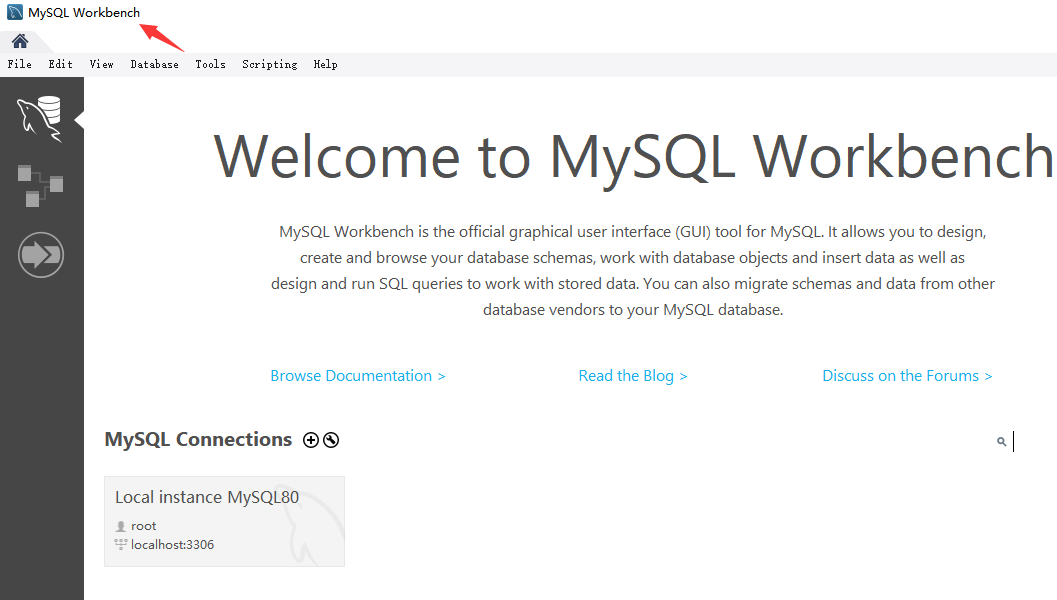 MySQL Workbench
File Edit View Database Tools Scripting Help
Welcome to MySQL Workbench
MySQL Workbench is the official graphical user interface (GUI) tool for MySQL. It allows you to design,
create and browse your database schemas, work with database objects and insert data as well as
design and run SQL queries to work with stored data. You can also migrate schemas and data from other
database vendors to your MySQL database.
Browse Documentation > Read the Blog > Discuss on the Forums >
MySQL Connections
Local instance MySQL80
root
localhost:3306